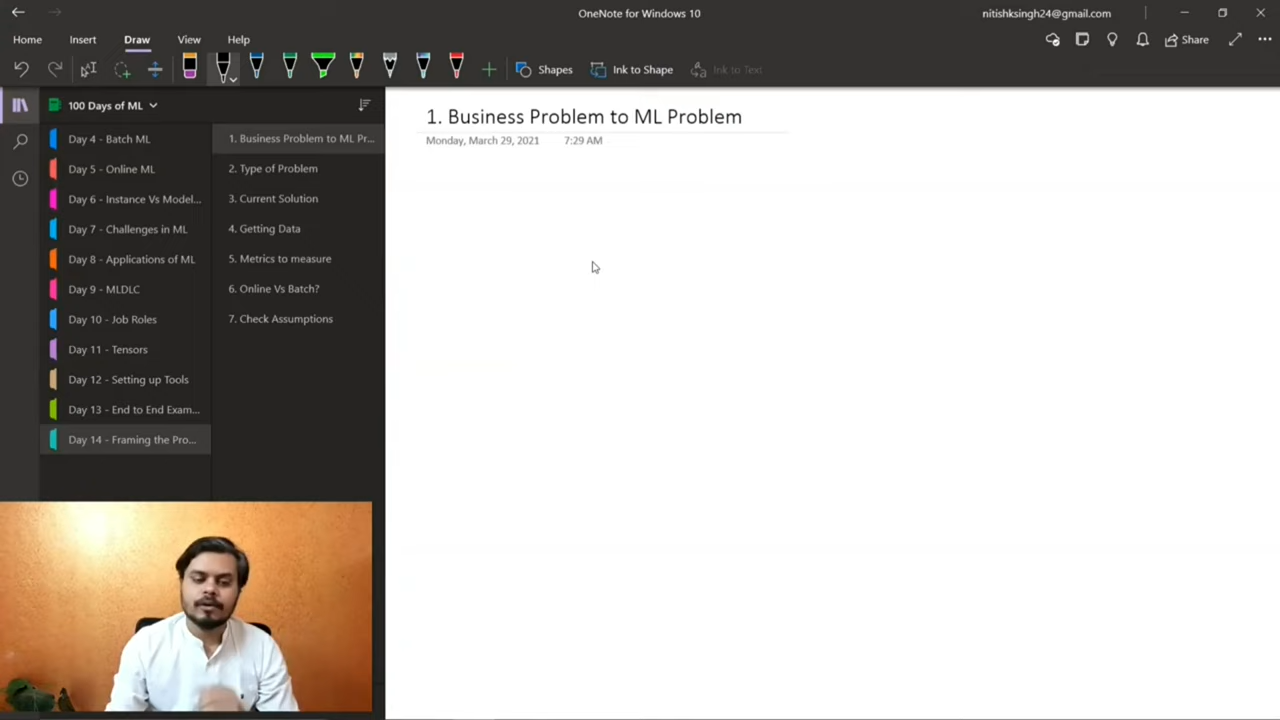 OneNote for Windows 10
nitishksingh24@gmail.com
Home
Insert
Draw
View
Help
Share
Shapes
Ink to Shape
Ink to Text
100 Days of ML
Day 4 - Batch ML
Day 5 - Online ML
Day 6 - Instance Vs Model...
Day 7 - Challenges in ML
Day 8 - Applications of ML
Day 9 - MLDLC
Day 10 - Job Roles
Day 11 - Tensors
Day 12 - Setting up Tools
Day 13 - End to End Exam...
Day 14 - Framing the Pro...
1. Business Problem to ML Pr...
2. Type of Problem
3. Current Solution
4. Getting Data
5. Metrics to measure
6. Online Vs Batch?
7. Check Assumptions
1. Business Problem to ML Problem
Monday, March 29, 2021 7:29 AM